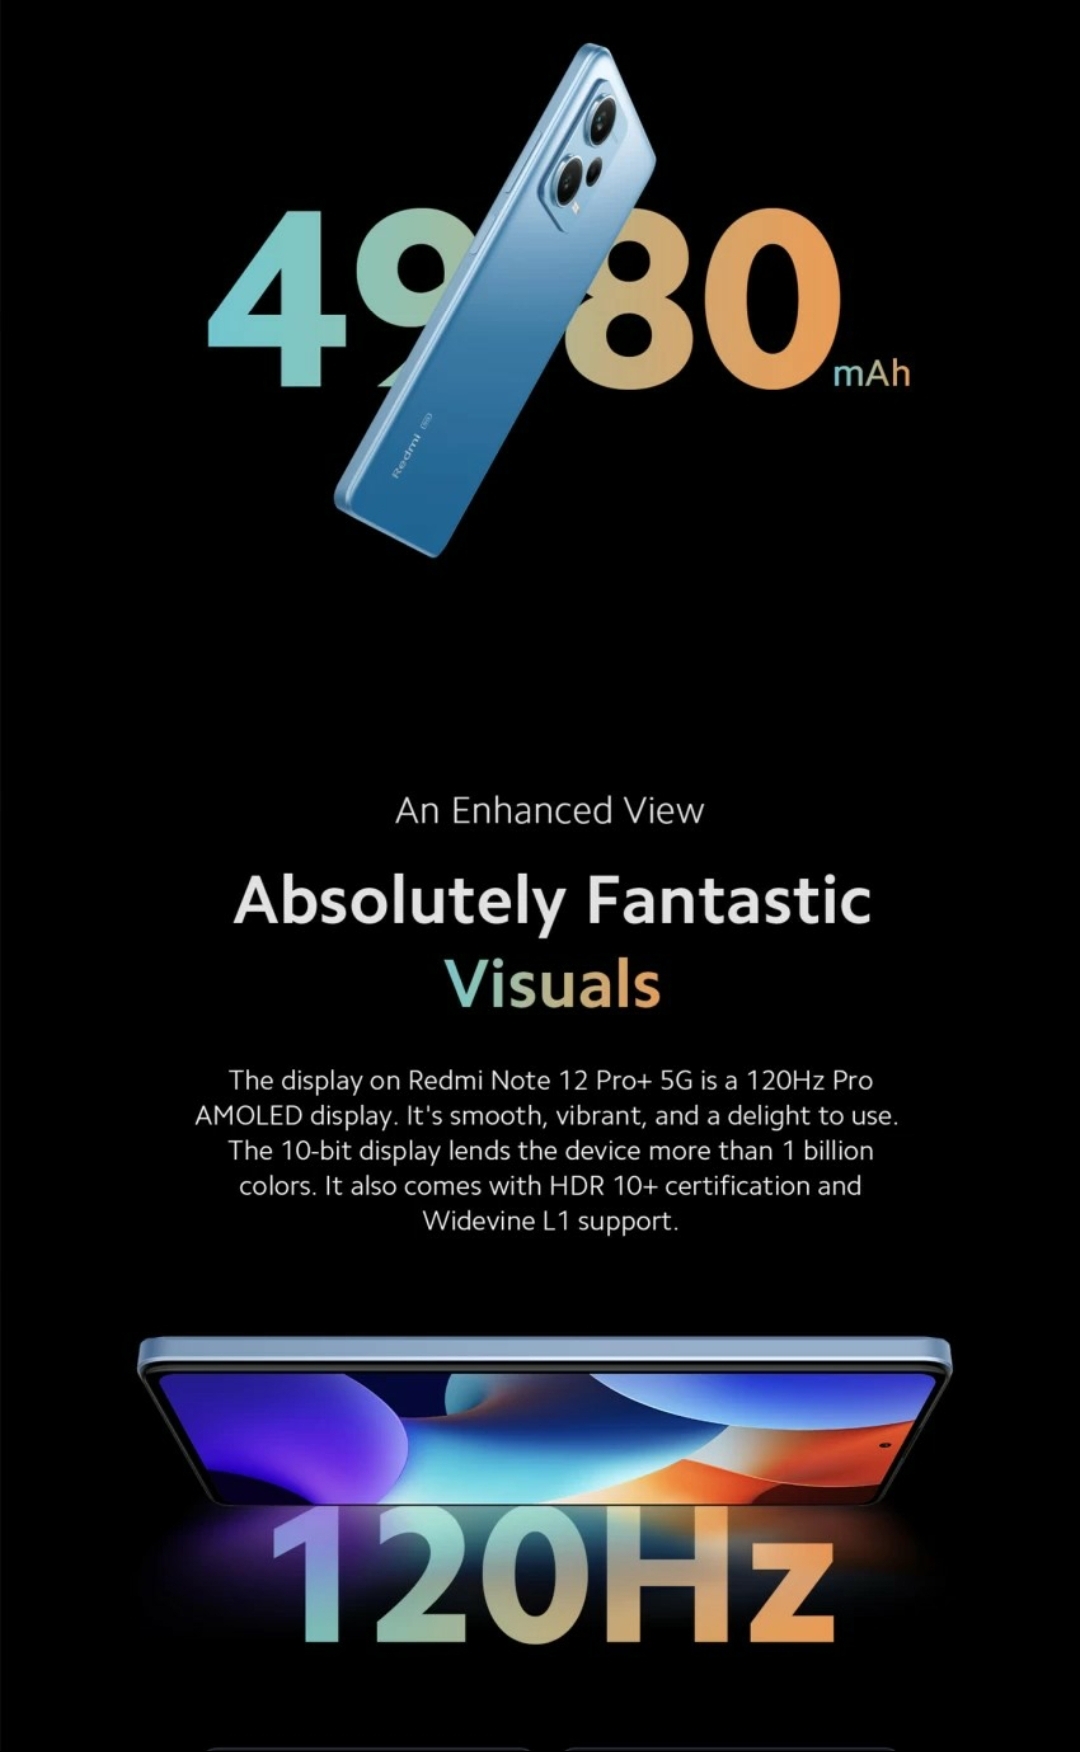 4980
mAh
Redmi 5G
An Enhanced View
Absolutely Fantastic
Visuals
The display on Redmi Note 12 Pro+ 5G is a 120Hz Pro
AMOLED display. It's smooth, vibrant, and a delight to use.
The 10-bit display lends the device more than 1 billion
colors. It also comes with HDR 10+ certification and
Widevine L1 support.
120Hz